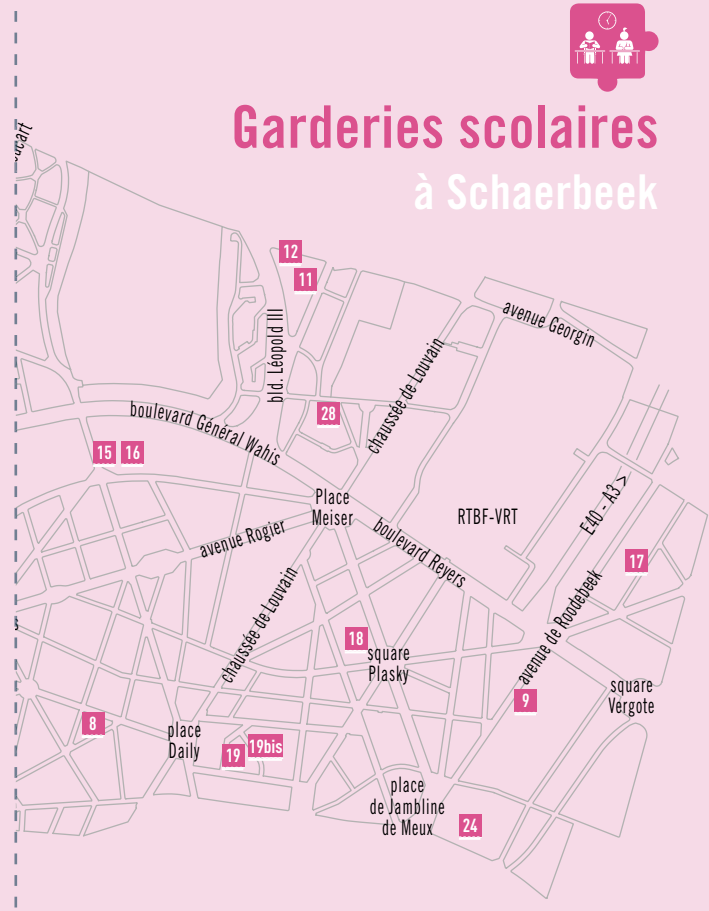 Garderies scolaires
à Schaerbeek
12
11
avenue Georgin
bld. Léopold III
chaussée de Louvain
28
boulevard Général Wahis
15 16
Place
Meiser
RTBF-VRT
E40 - A3 >
avenue Rogier
boulevard Reyers
17
chaussée de Louvain
avenue de Roodebeek
18
square
Plasky
square
Vergote
9
8
place
Daily
19 19bis
place
de Jambline
de Meux
24